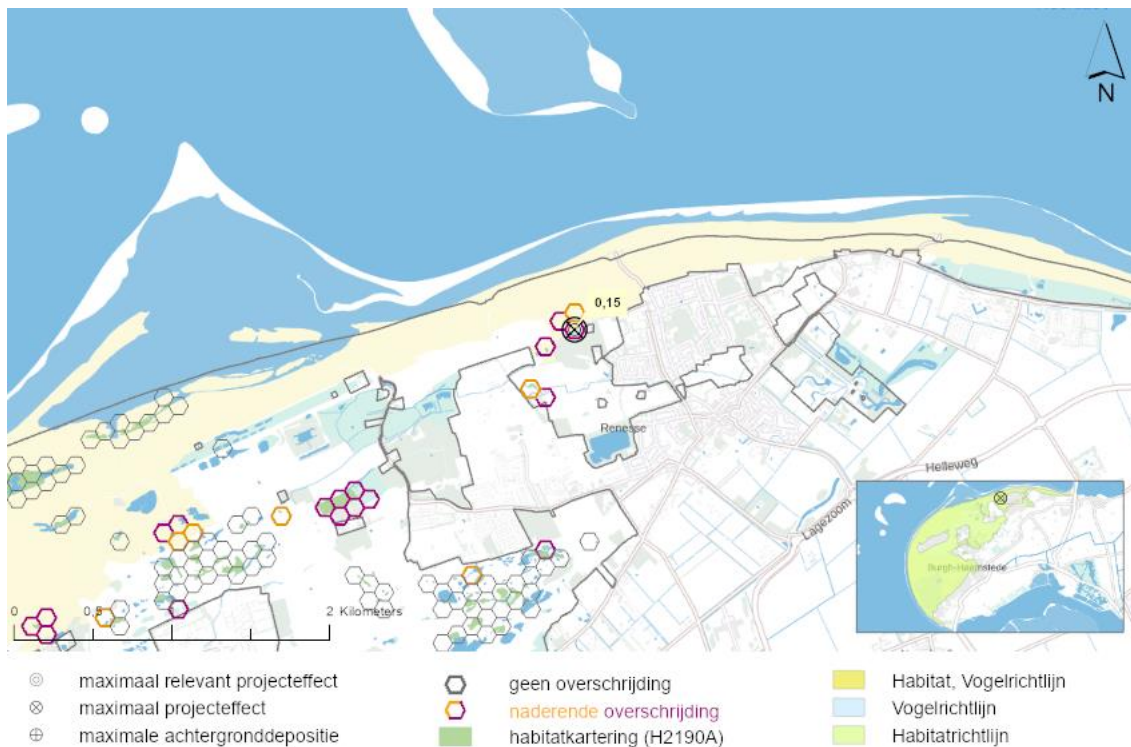 N
0,15
Renesse
Helleweg
Lagezoom
Burgh-Haamstede
0
0,5
2 Kilometers
maximaal relevant projecteffect
maximaal projecteffect
maximale achtergronddepositie
geen overschrijding
naderende overschrijding
habitatkartering (H2190A)
Habitat, Vogelrichtlijn
Vogelrichtlijn
Habitatrichtlijn